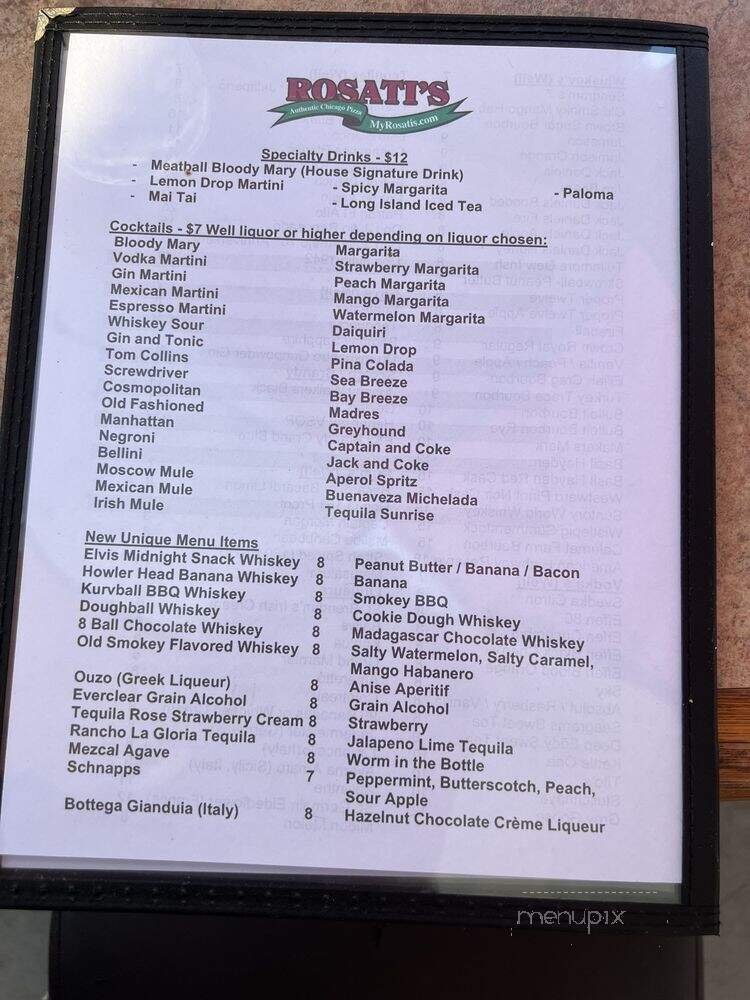 ROSATI'S
Authentic Chicago Pizza
MyRosatis.com
Specialty Drinks - $12
- Meatball Bloody Mary (House Signature Drink)
- Lemon Drop Martini - Spicy Margarita - Paloma
- Mai Tai - Long Island Iced Tea
Cocktails - $7 Well liquor or higher depending on liquor chosen:
Bloody Mary Margarita
Vodka Martini Strawberry Margarita
Gin Martini Peach Margarita
Mexican Martini Mango Margarita
Espresso Martini Watermelon Margarita
Whiskey Sour Daiquiri
Gin and Tonic Lemon Drop
Tom Collins Pina Colada
Screwdriver Sea Breeze
Cosmopolitan Bay Breeze
Old Fashioned Madres
Manhattan Greyhound
Negroni Captain and Coke
Bellini Jack and Coke
Moscow Mule Aperol Spritz
Mexican Mule Buenaveza Michelada
Irish Mule Tequila Sunrise
New Unique Menu Items
Elvis Midnight Snack Whiskey 8 Peanut Butter / Banana / Bacon
Howler Head Banana Whiskey 8 Banana
Kurvball BBQ Whiskey 8 Smokey BBQ
Doughball Whiskey 8 Cookie Dough Whiskey
8 Ball Chocolate Whiskey 8 Madagascar Chocolate Whiskey
Old Smokey Flavored Whiskey 8 Salty Watermelon, Salty Caramel,
Mango Habanero
Ouzo (Greek Liqueur) 8 Anise Aperitif
Everclear Grain Alcohol 8 Grain Alcohol
Tequila Rose Strawberry Cream 8 Strawberry
Rancho La Gloria Tequila 8 Jalapeno Lime Tequila
Mezcal Agave 8 Worm in the Bottle
Schnapps 7 Peppermint, Butterscotch, Peach,
Sour Apple
Bottega Gianduia (Italy) 8 Hazelnut Chocolate Crème Liqueur
menupix